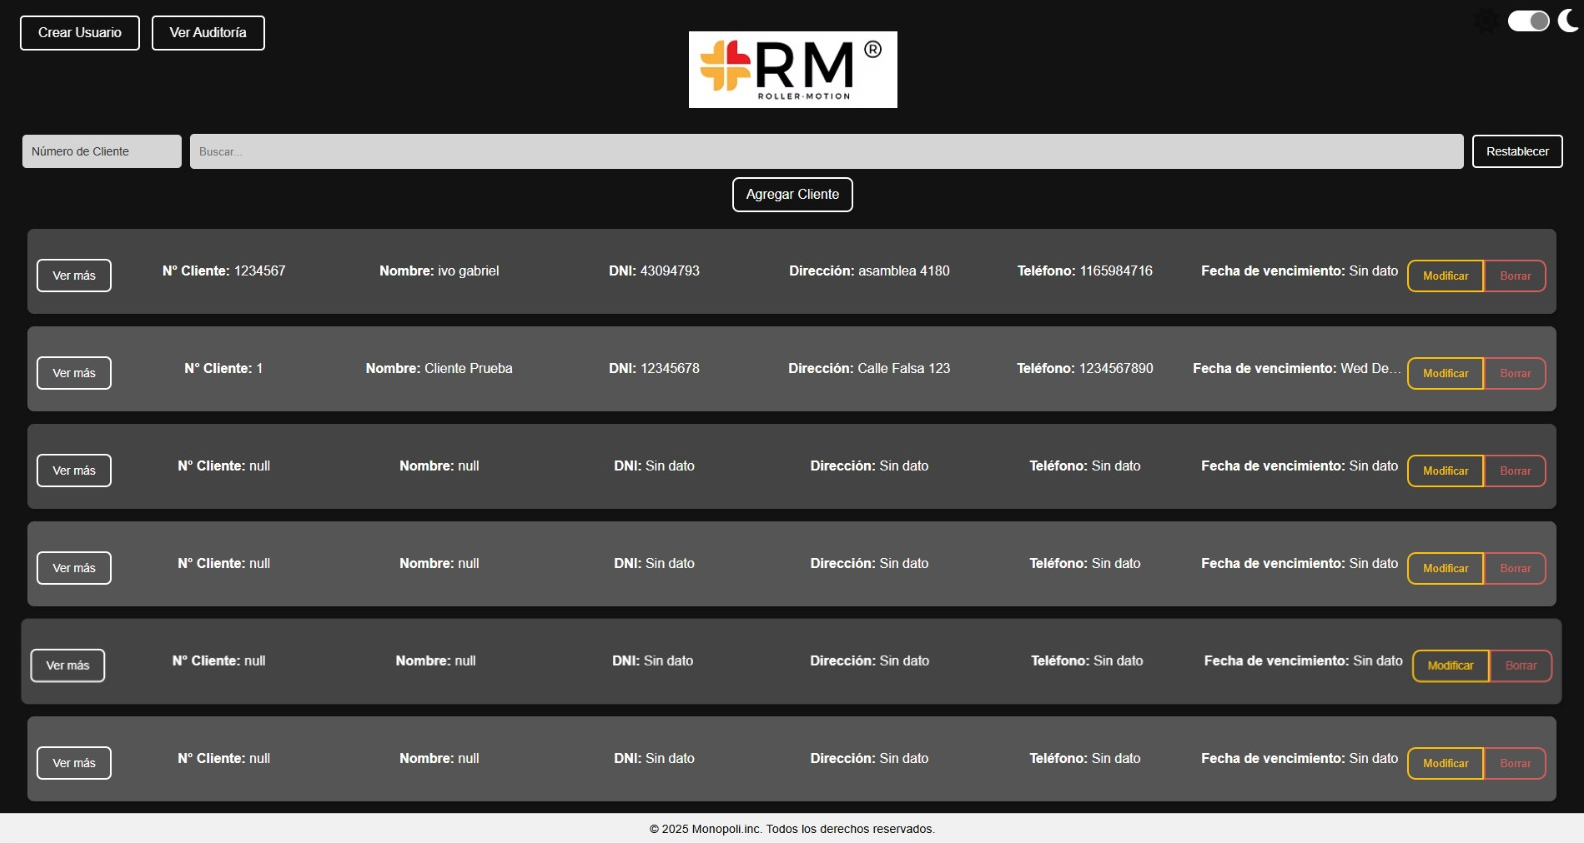 Crear Usuario Ver Auditoría
RM ®
ROLLER·MOTION
Número de Cliente Buscar... Restablecer
Agregar Cliente
Ver más N° Cliente: 1234567 Nombre: ivo gabriel DNI: 43094793 Dirección: asamblea 4180 Teléfono: 1165984716 Fecha de vencimiento: Sin dato Modificar Borrar
Ver más N° Cliente: 1 Nombre: Cliente Prueba DNI: 12345678 Dirección: Calle Falsa 123 Teléfono: 1234567890 Fecha de vencimiento: Wed De... Modificar Borrar
Ver más N° Cliente: null Nombre: null DNI: Sin dato Dirección: Sin dato Teléfono: Sin dato Fecha de vencimiento: Sin dato Modificar Borrar
Ver más N° Cliente: null Nombre: null DNI: Sin dato Dirección: Sin dato Teléfono: Sin dato Fecha de vencimiento: Sin dato Modificar Borrar
Ver más N° Cliente: null Nombre: null DNI: Sin dato Dirección: Sin dato Teléfono: Sin dato Fecha de vencimiento: Sin dato Modificar Borrar
Ver más N° Cliente: null Nombre: null DNI: Sin dato Dirección: Sin dato Teléfono: Sin dato Fecha de vencimiento: Sin dato Modificar Borrar
© 2025 Monopoli.inc. Todos los derechos reservados.